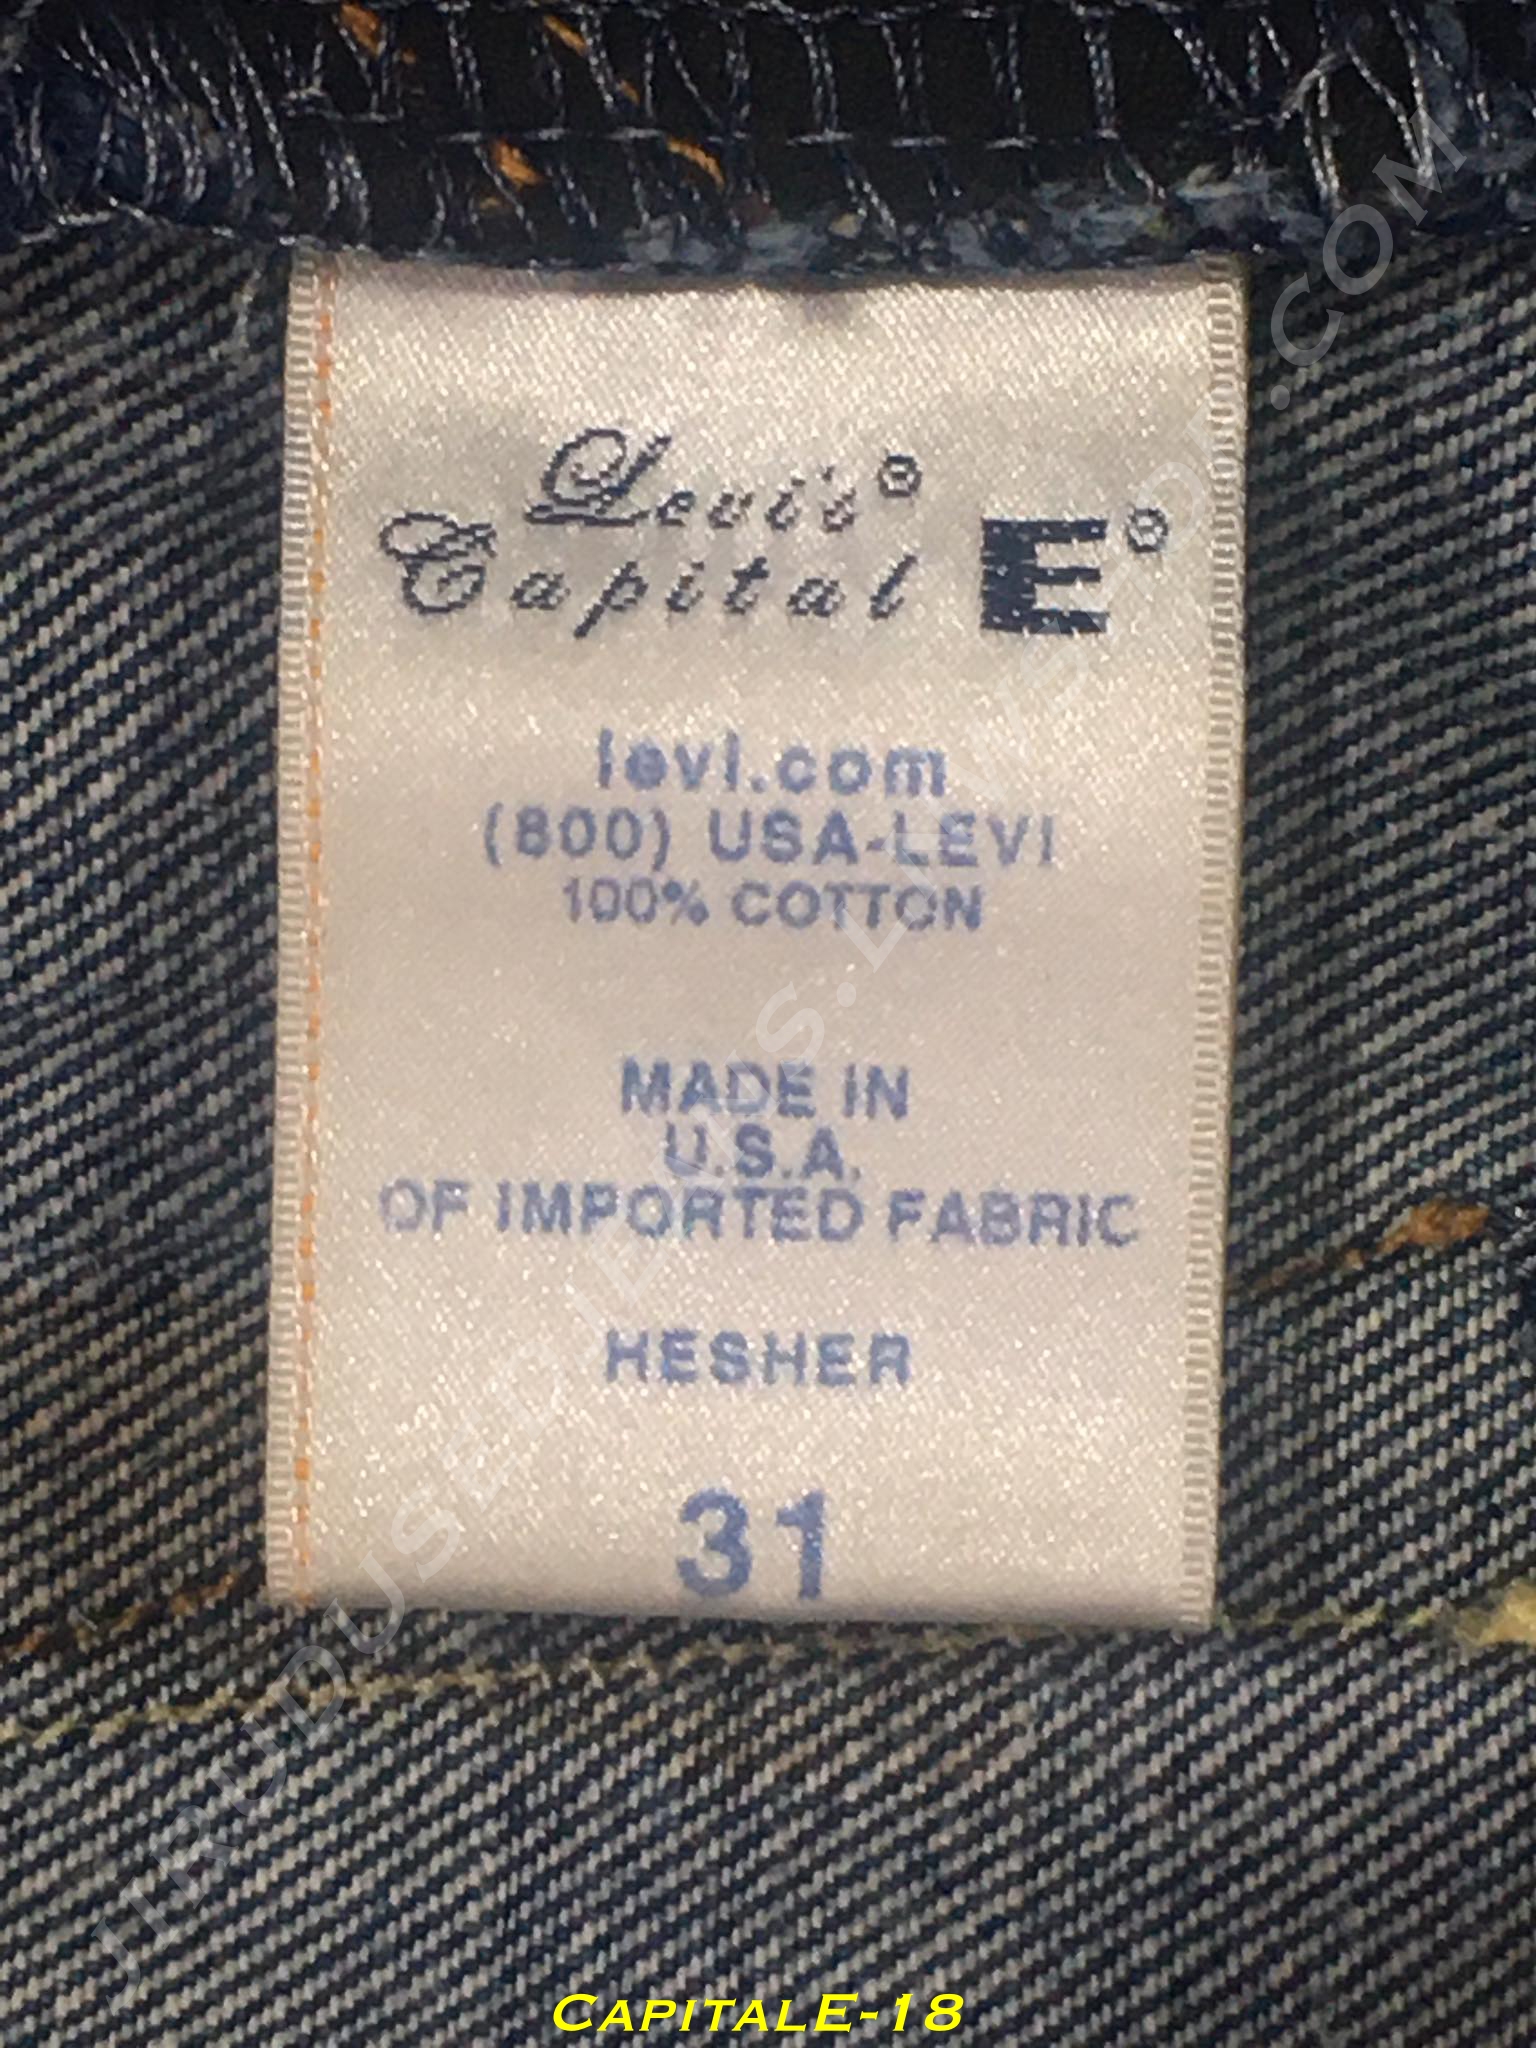 Levi's®
Capital E®
levi.com
(800) USA-LEVI
100% COTTON
MADE IN
U.S.A.
OF IMPORTED FABRIC
HESHER
31
CAPITALE-18